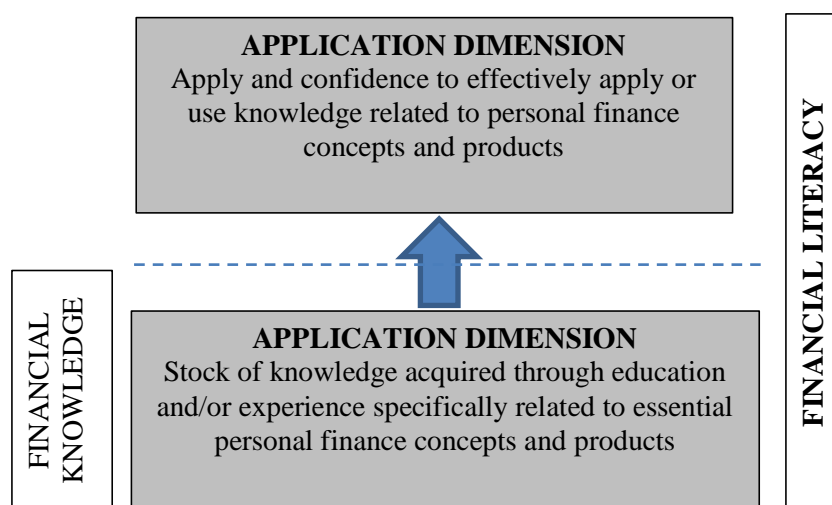 APPLICATION DIMENSION
Apply and confidence to effectively apply or
use knowledge related to personal finance
concepts and products
FINANCIAL LITERACY
FINANCIAL
KNOWLEDGE
APPLICATION DIMENSION
Stock of knowledge acquired through education
and/or experience specifically related to essential
personal finance concepts and products